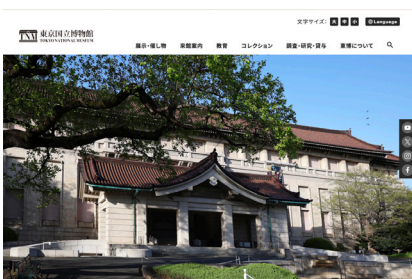 文字サイズ: 大 中 小 Language
東京国立博物館
TOKYO NATIONAL MUSEUM
展示・催し物 来館案内 教育 コレクション 調査・研究・貸与 東博について